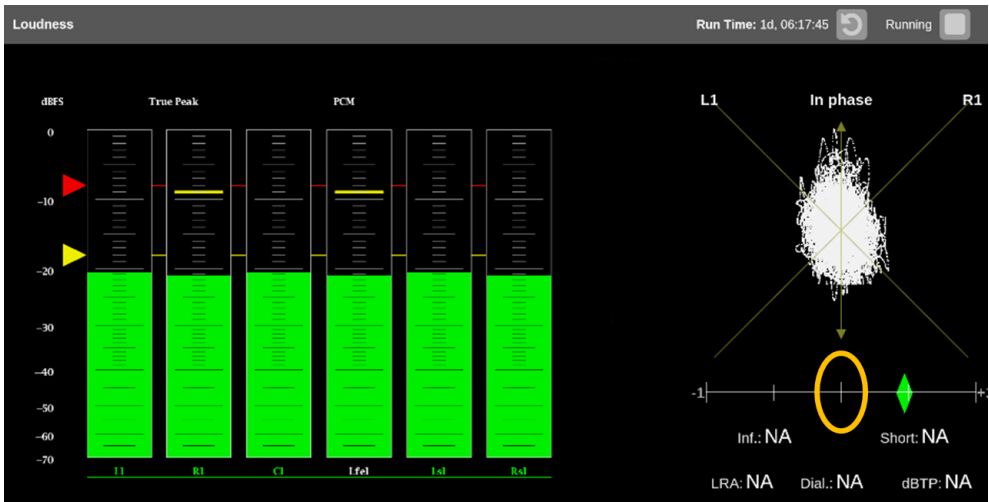 Loudness
Run Time: 1d, 06:17:45
Running
dBFS
True Peak
PCM
0
-10
-20
-30
-40
-50
-60
-70
L1
R1
C1
Lfe1
Ls1
Rs1
L1
In phase
R1
-1
Inf.: NA
Short: NA
LRA: NA
Dial.: NA
dBTP: NA